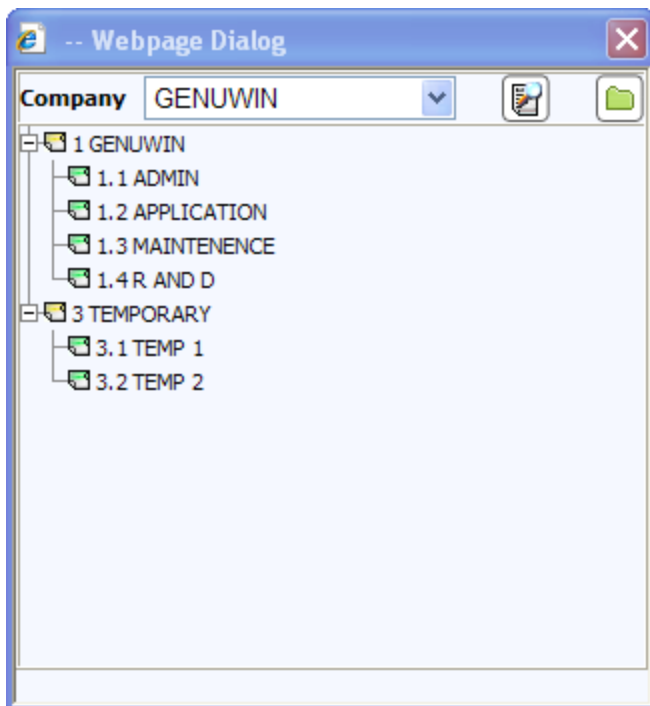 -- Webpage Dialog
Company GENUWIN
1 GENUWIN
1.1 ADMIN
1.2 APPLICATION
1.3 MAINTENENCE
1.4 R AND D
3 TEMPORARY
3.1 TEMP 1
3.2 TEMP 2